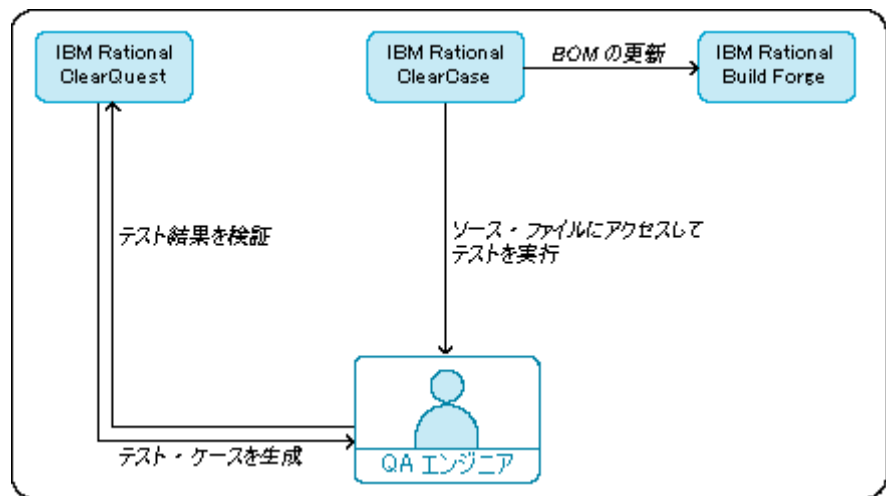 IBM Rational
ClearQuest
IBM Rational
ClearCase
BOM の更新
IBM Rational
Build Forge
テスト結果を検証
ソース・ファイルにアクセスして
テストを実行
テスト・ケースを生成
QA エンジニア